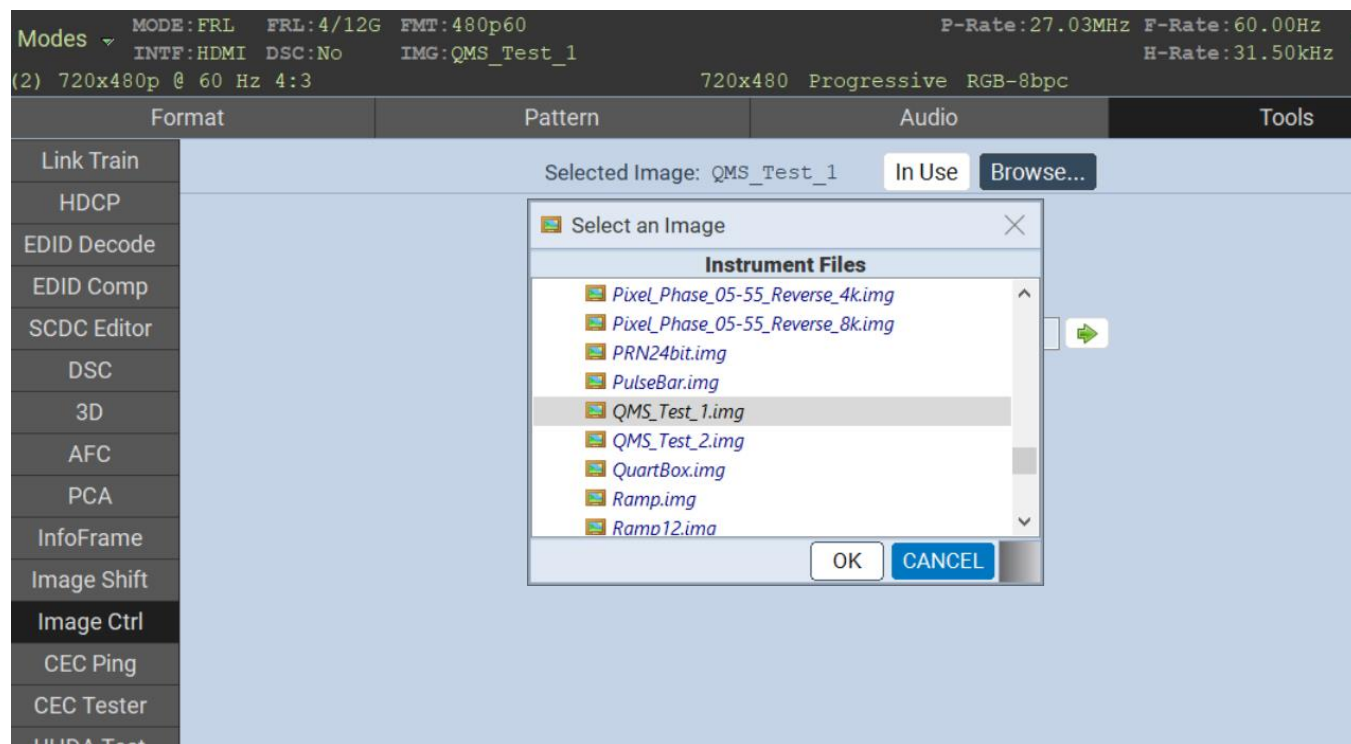 Modes MODE:FRL FRL:4/12G FMT:480p60 P-Rate:27.03MHz F-Rate:60.00Hz
INTF:HDMI DSC:No IMG:QMS_Test_1 H-Rate:31.50kHz
(2) 720x480p @ 60 Hz 4:3 720x480 Progressive RGB-8bpc
Format Pattern Audio Tools
Link Train
HDCP
EDID Decode
EDID Comp
SCDC Editor
DSC
3D
AFC
PCA
InfoFrame
Image Shift
Image Ctrl
CEC Ping
CEC Tester
Selected Image: QMS_Test_1 In Use Browse...
Select an Image
Instrument Files
Pixel_Phase_05-55_Reverse_4k.img
Pixel_Phase_05-55_Reverse_8k.img
PRN24bit.img
PulseBar.img
QMS_Test_1.img
QMS_Test_2.img
QuartBox.img
Ramp.img
Ramp12.img
OK CANCEL